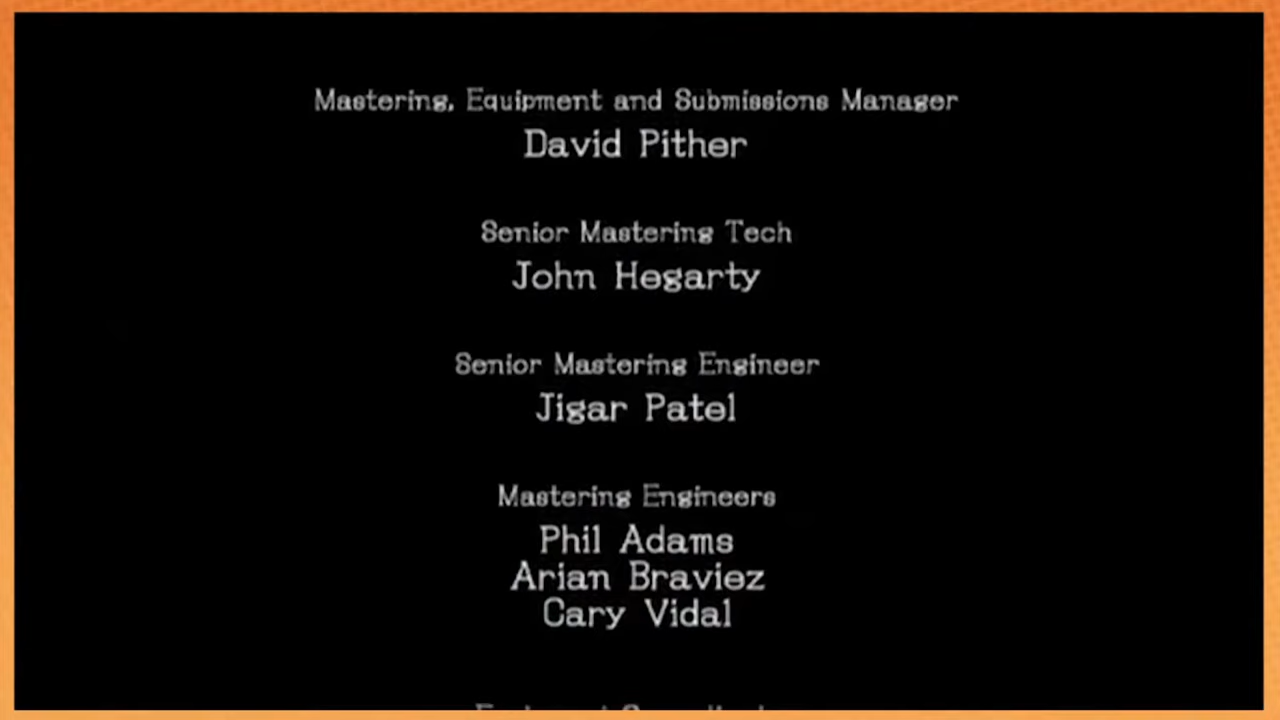 Mastering, Equipment and Submissions Manager
David Pither
Senior Mastering Tech
John Hegarty
Senior Mastering Engineer
Jigar Patel
Mastering Engineers
Phil Adams
Arian Braviez
Cary Vidal